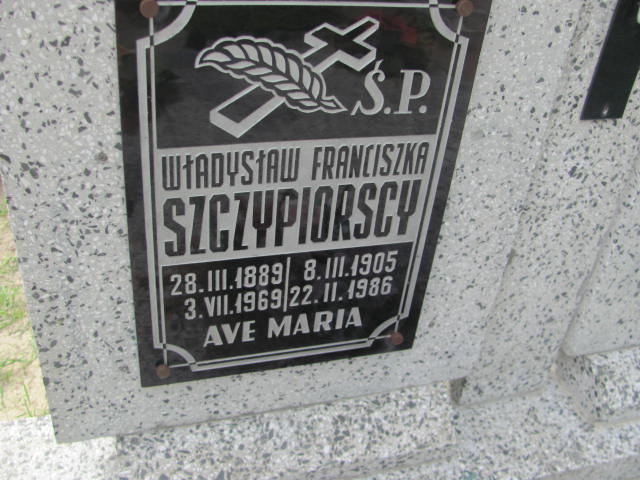 Ś.P.
WŁADYSŁAW FRANCISZKA
SZCZYPIORSCY
28.III.1889 8.III.1905
3.VII.1969 22.II.1986
AVE MARIA